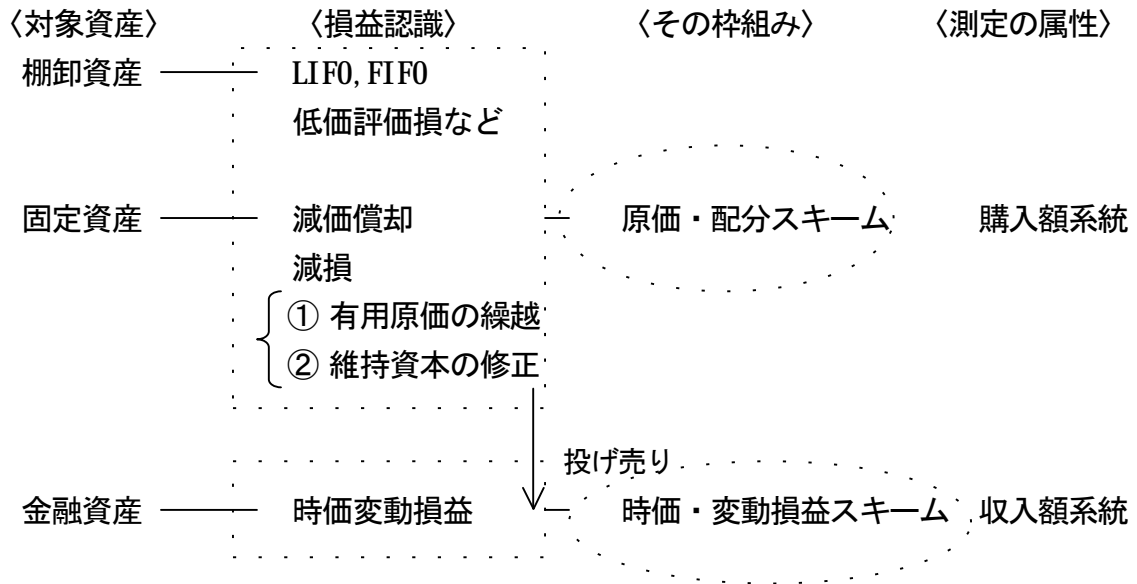 〈対象資産〉 〈損益認識〉 〈その枠組み〉 〈測定の属性〉
棚卸資産 LIFO, FIFO
低価評価損など
固定資産 減価償却 原価・配分スキーム 購入額系統
減損
① 有用原価の繰越
② 維持資本の修正
投げ売り
金融資産 時価変動損益 時価・変動損益スキーム 収入額系統